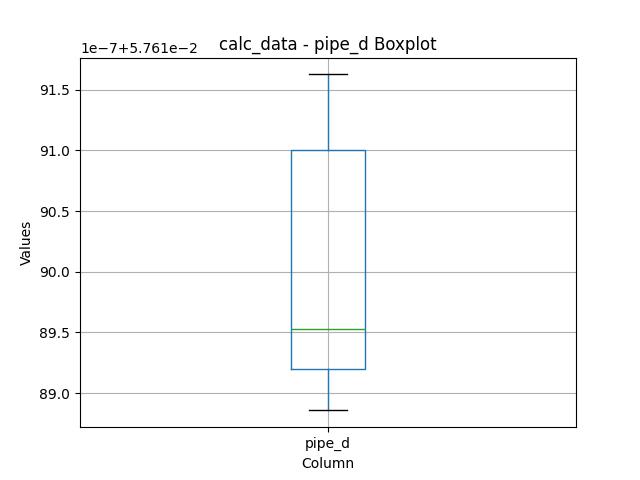 1e−7+5.761e−2
calc_data - pipe_d Boxplot
91.5
91.0
90.5
90.0
89.5
89.0
Values
pipe_d
Column